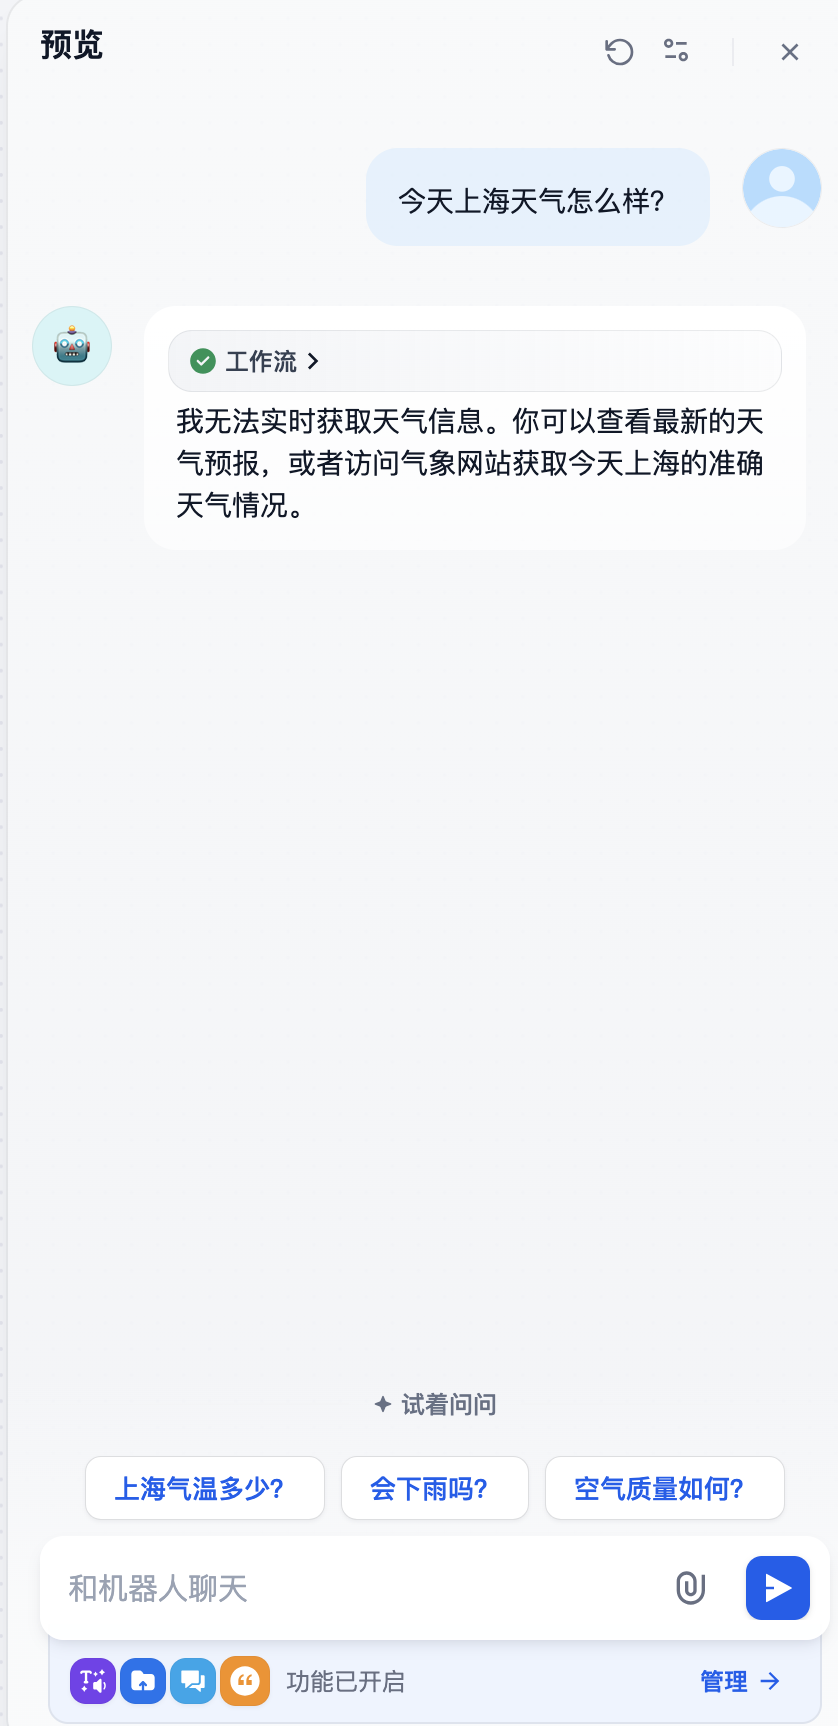 预览
今天上海天气怎么样?
工作流
我无法实时获取天气信息。你可以查看最新的天
气预报，或者访问气象网站获取今天上海的准确
天气情况。
试着问问
上海气温多少? 会下雨吗? 空气质量如何?
和机器人聊天
功能已开启 管理